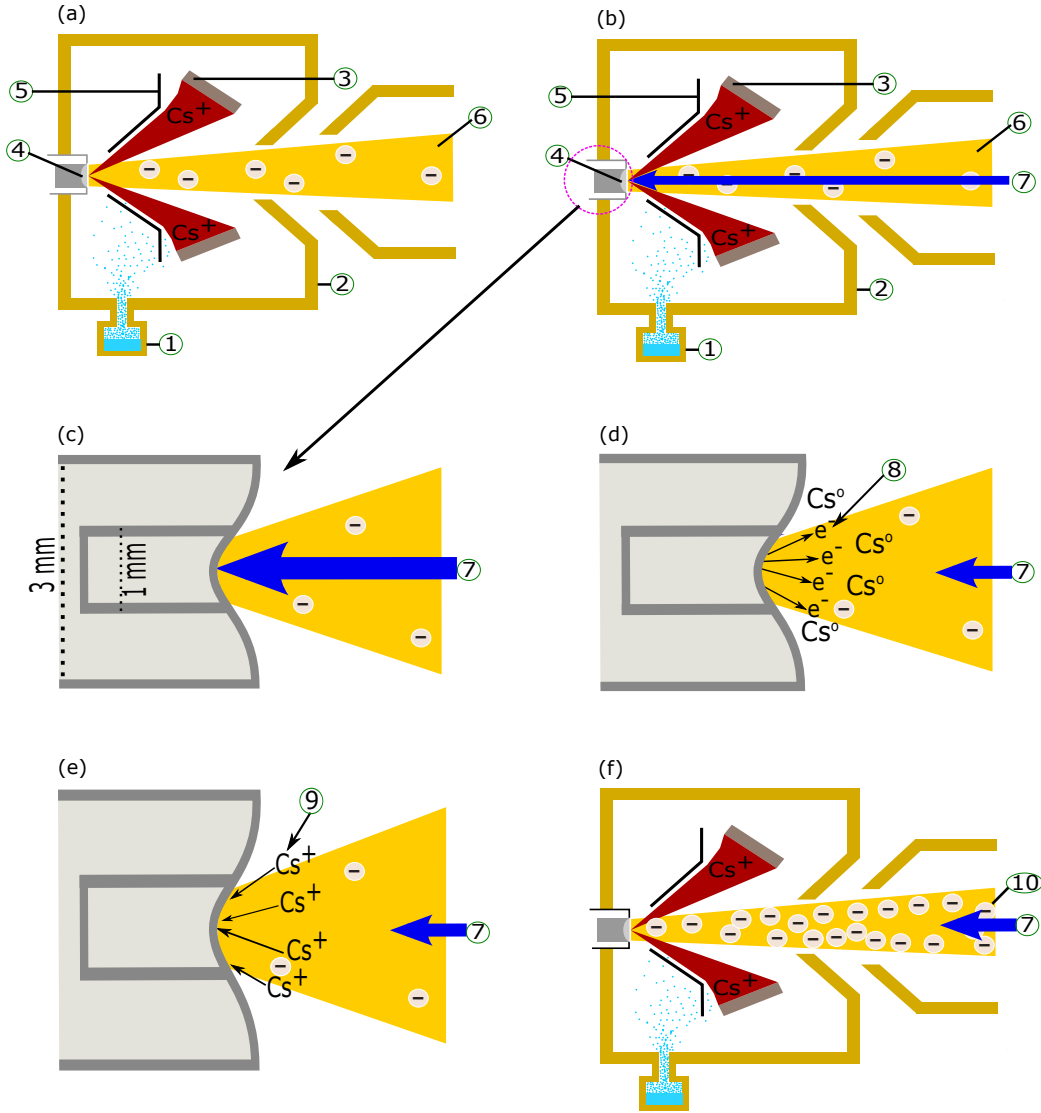 (a)
5
3
Cs+
6
4
−
−
−
−
−
−
Cs+
2
1
(b)
5
3
Cs+
6
4
−
−
−
−
−
−
7
Cs+
2
1
(c)
3 mm
1 mm
−
7
−
−
(d)
Csº
8
e-
e-
Csº
−
7
e-
Csº
e-
−
Csº
−
(e)
9
Cs+
−
Cs+
7
Cs+
−
Cs+
−
(f)
Cs+
10
− − − − − − − − − − − − − − − − − −
7
Cs+